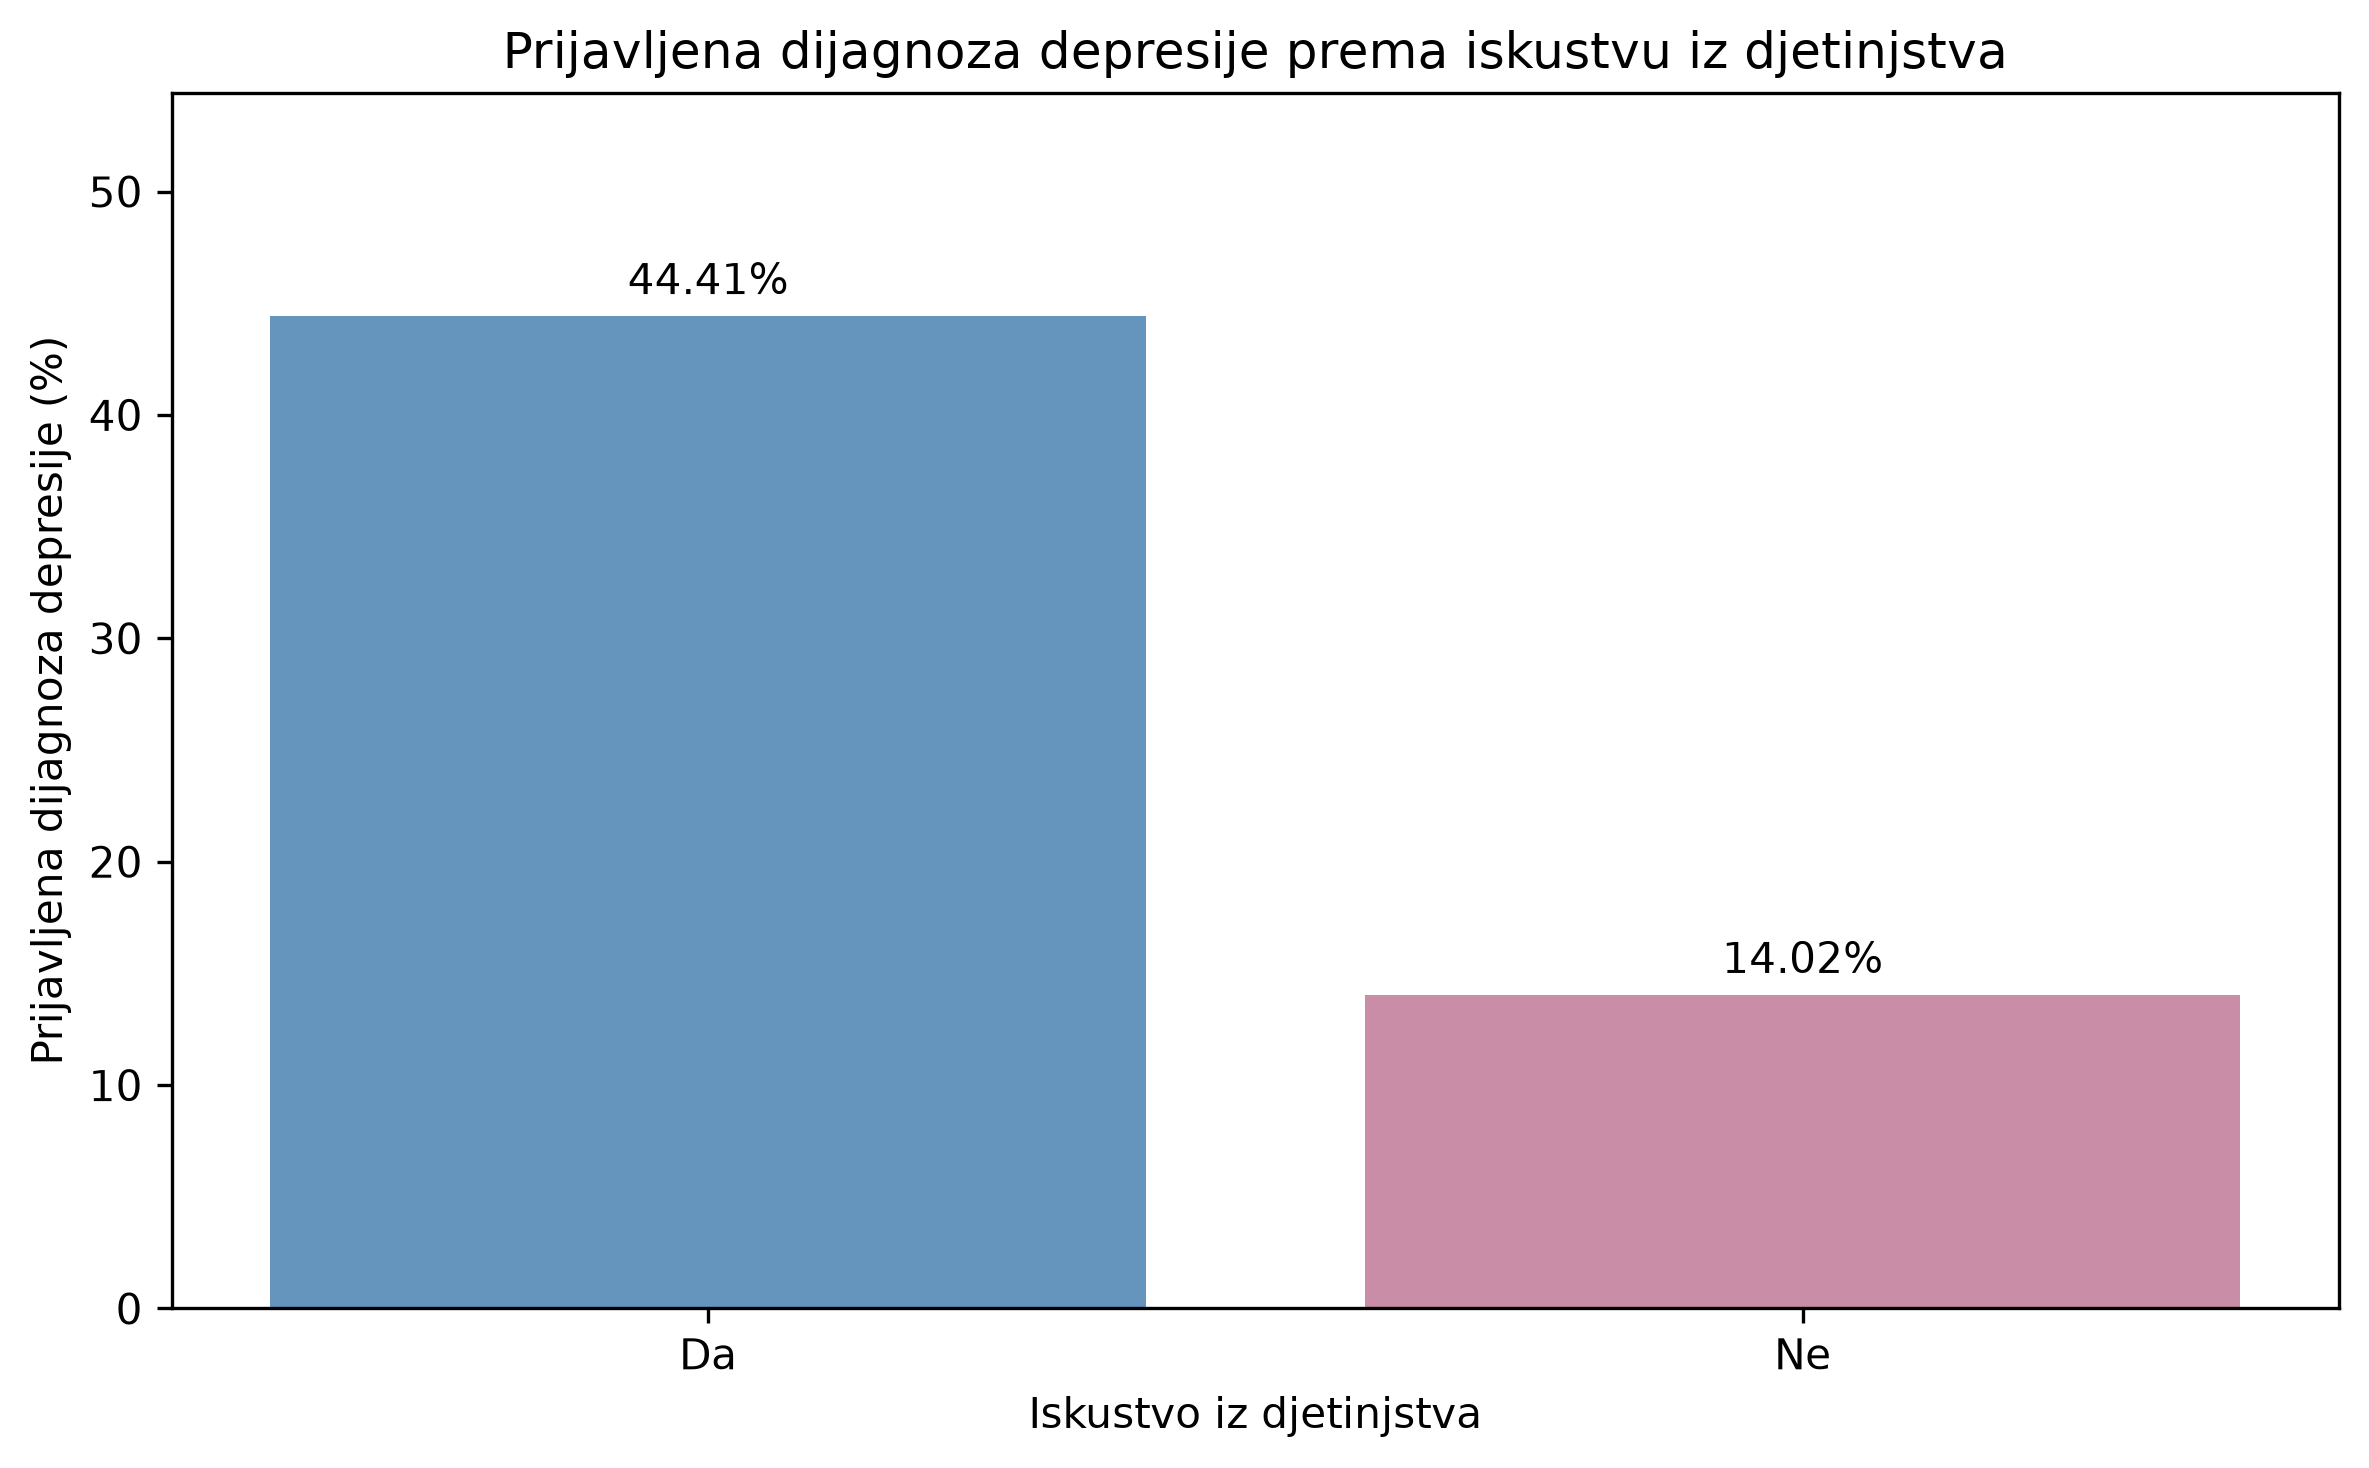 Prijavljena dijagnoza depresije prema iskustvu iz djetinjstva
Prijavljena dijagnoza depresije (%)
50
40
30
20
10
0
44.41%
14.02%
Da
Ne
Iskustvo iz djetinjstva